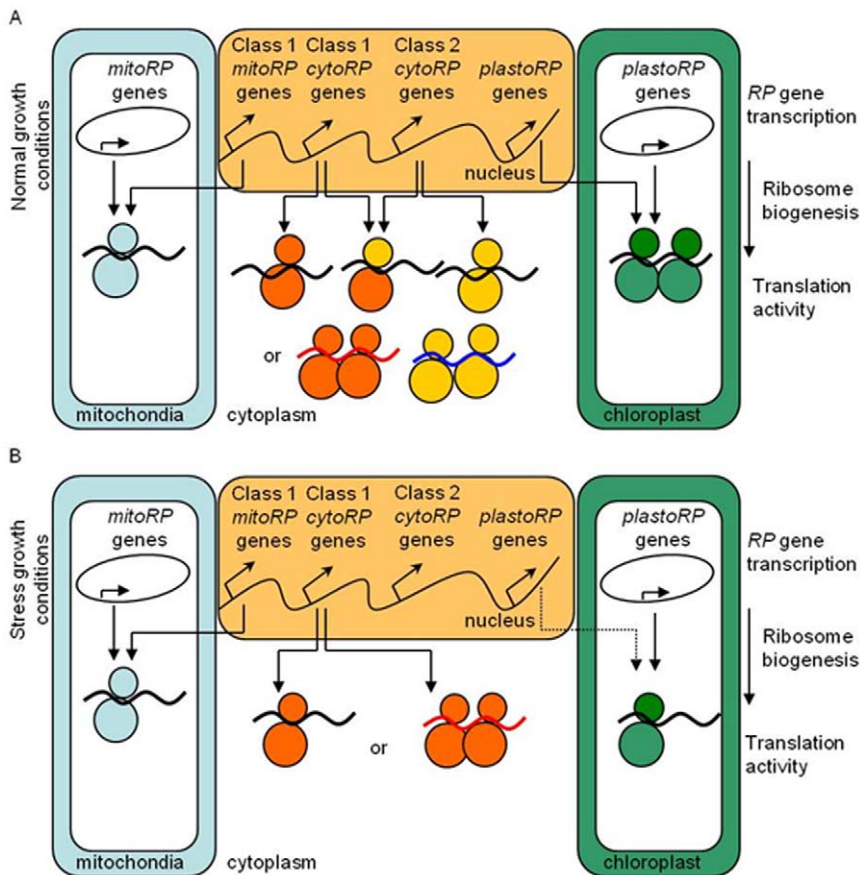 A
Normal growth
conditions
mitoRP
genes
Class 1
mitoRP
genes
Class 1
cytoRP
genes
Class 2
cytoRP
genes
plastoRP
genes
nucleus
plastoRP
genes
RP gene
transcription
Ribosome
biogenesis
Translation
activity
or
mitochondia
cytoplasm
chloroplast
B
Stress growth
conditions
mitoRP
genes
Class 1
mitoRP
genes
Class 1
cytoRP
genes
Class 2
cytoRP
genes
plastoRP
genes
nucleus
plastoRP
genes
RP gene
transcription
Ribosome
biogenesis
Translation
activity
or
mitochondia
cytoplasm
chloroplast